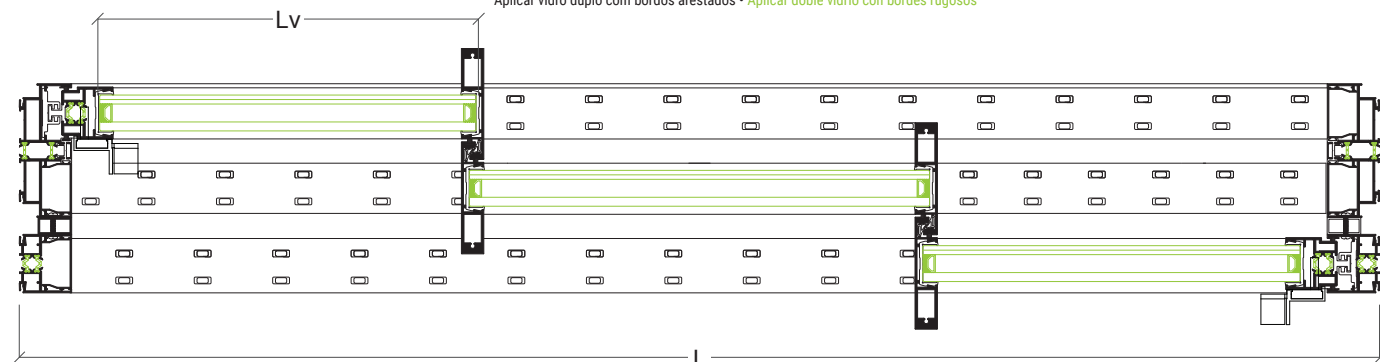 Aplicar vidro duplo com bordos arestados - Aplicar doble vidrio con bordes rugosos
Lv
L